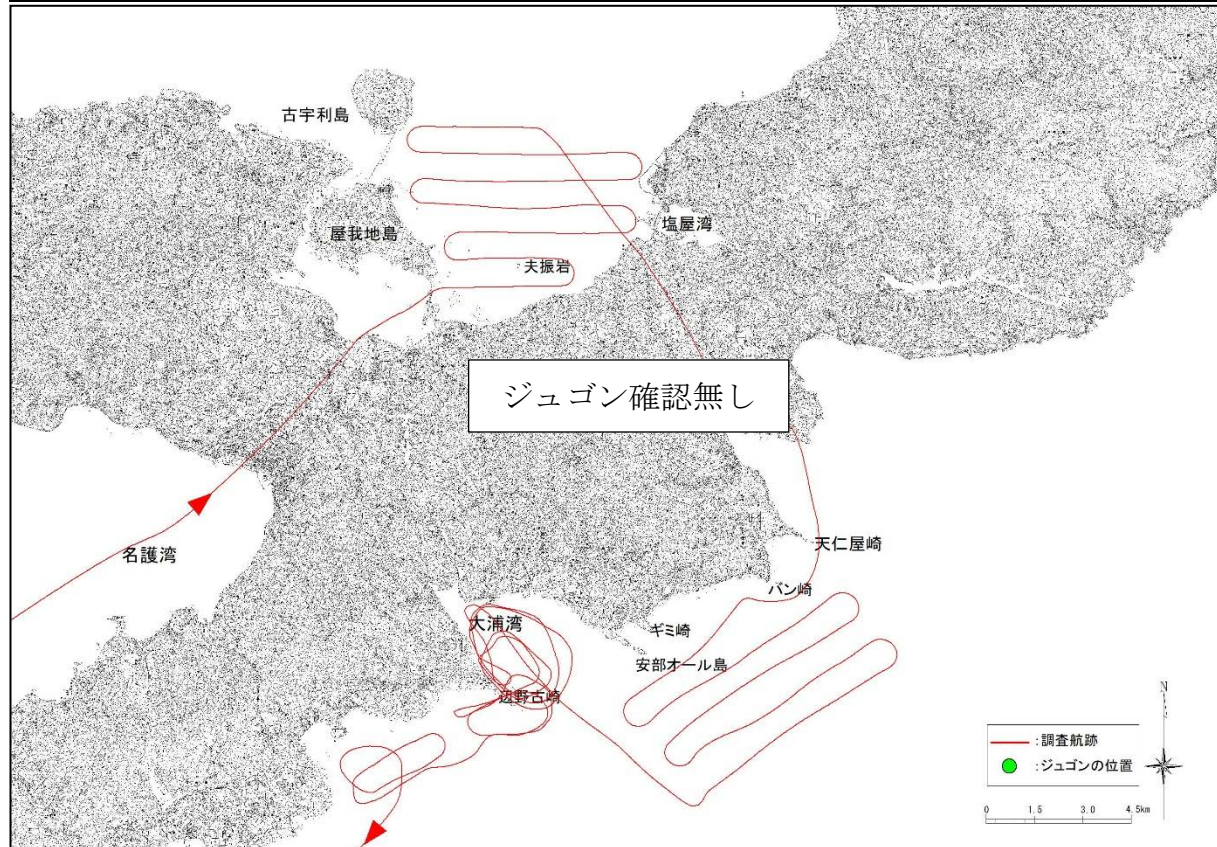 古宇利島
屋我地島
塩屋湾
夫振岩
ジュゴン確認無し
名護湾
天仁屋崎
バン崎
大浦湾
ギミ崎
安部オール島
辺野古崎
N
:調査航跡
:ジュゴンの位置
0 1.5 3.0 4.5km